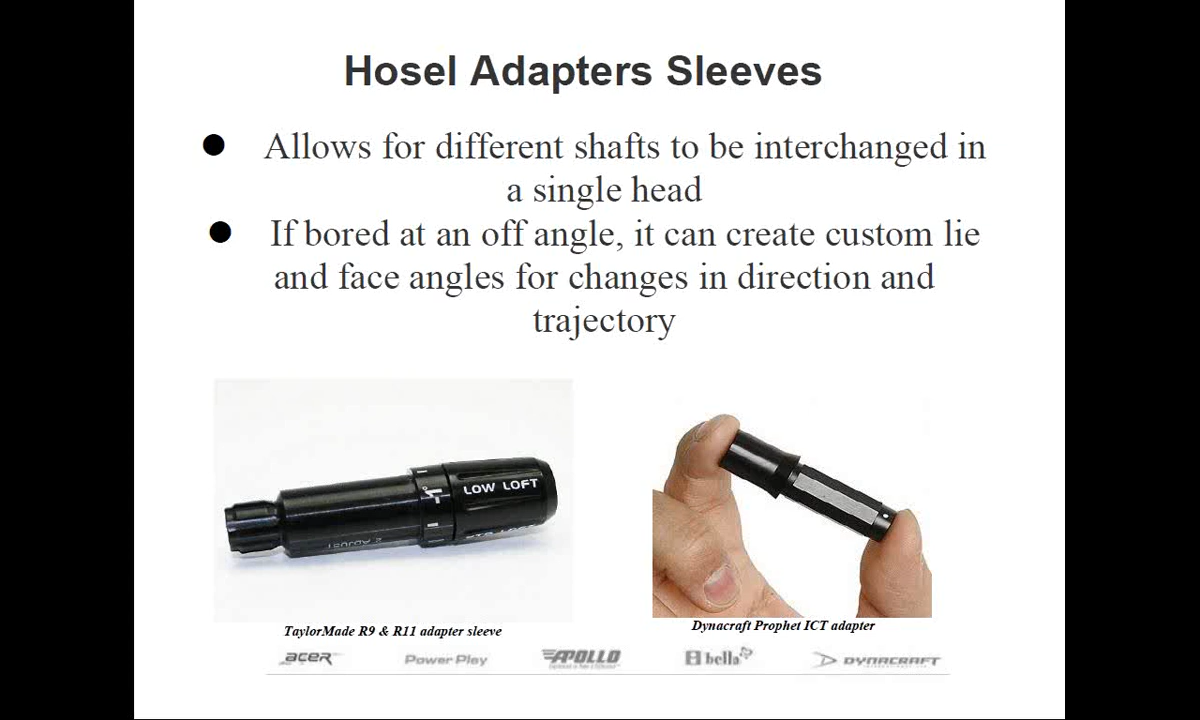 Hosel Adapters Sleeves
● Allows for different shafts to be interchanged in
a single head
● If bored at an off angle, it can create custom lie
and face angles for changes in direction and
trajectory
LOW LOFT
TaylorMade R9 & R11 adapter sleeve
Dynacraft Prophet ICT adapter
acer
Power Play
APOLLO
bella
DYNACRAFT